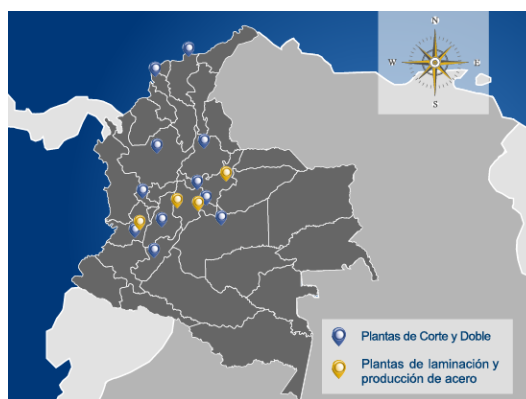 N
W E
S
Plantas de Corte y Doble
Plantas de laminación y
producción de acero